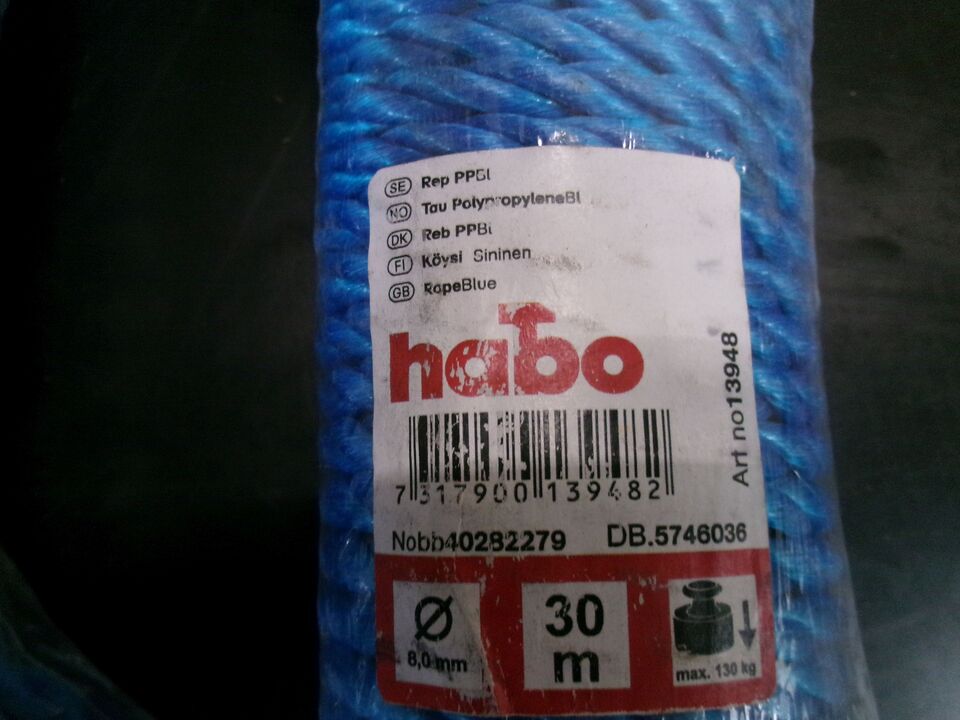 SE Rep PPBl
NO Tau PolypropyleneBl
DK Reb PPBl
FI Köysi Sininen
GB RopeBlue
habo
Art no13948
7 317900 139482
Nobb40282279 DB.5746036
Ø
8,0 mm
30
m
max. 130 kg